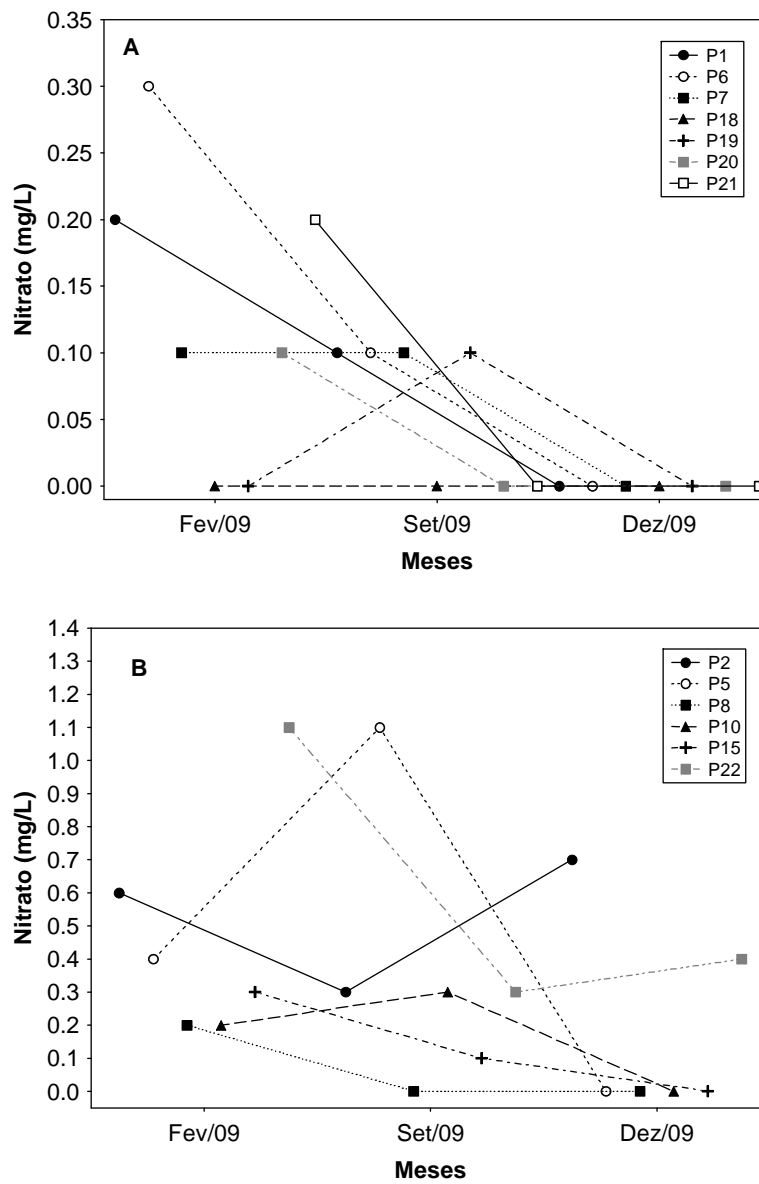 A
0.35
0.30
0.25
0.20
0.15
0.10
0.05
0.00
Nitrato (mg/L)
P1
P6
P7
P18
P19
P20
P21
Fev/09
Set/09
Dez/09
Meses
B
1.4
1.3
1.2
1.1
1.0
0.9
0.8
0.7
0.6
0.5
0.4
0.3
0.2
0.1
0.0
Nitrato (mg/L)
P2
P5
P8
P10
P15
P22
Fev/09
Set/09
Dez/09
Meses